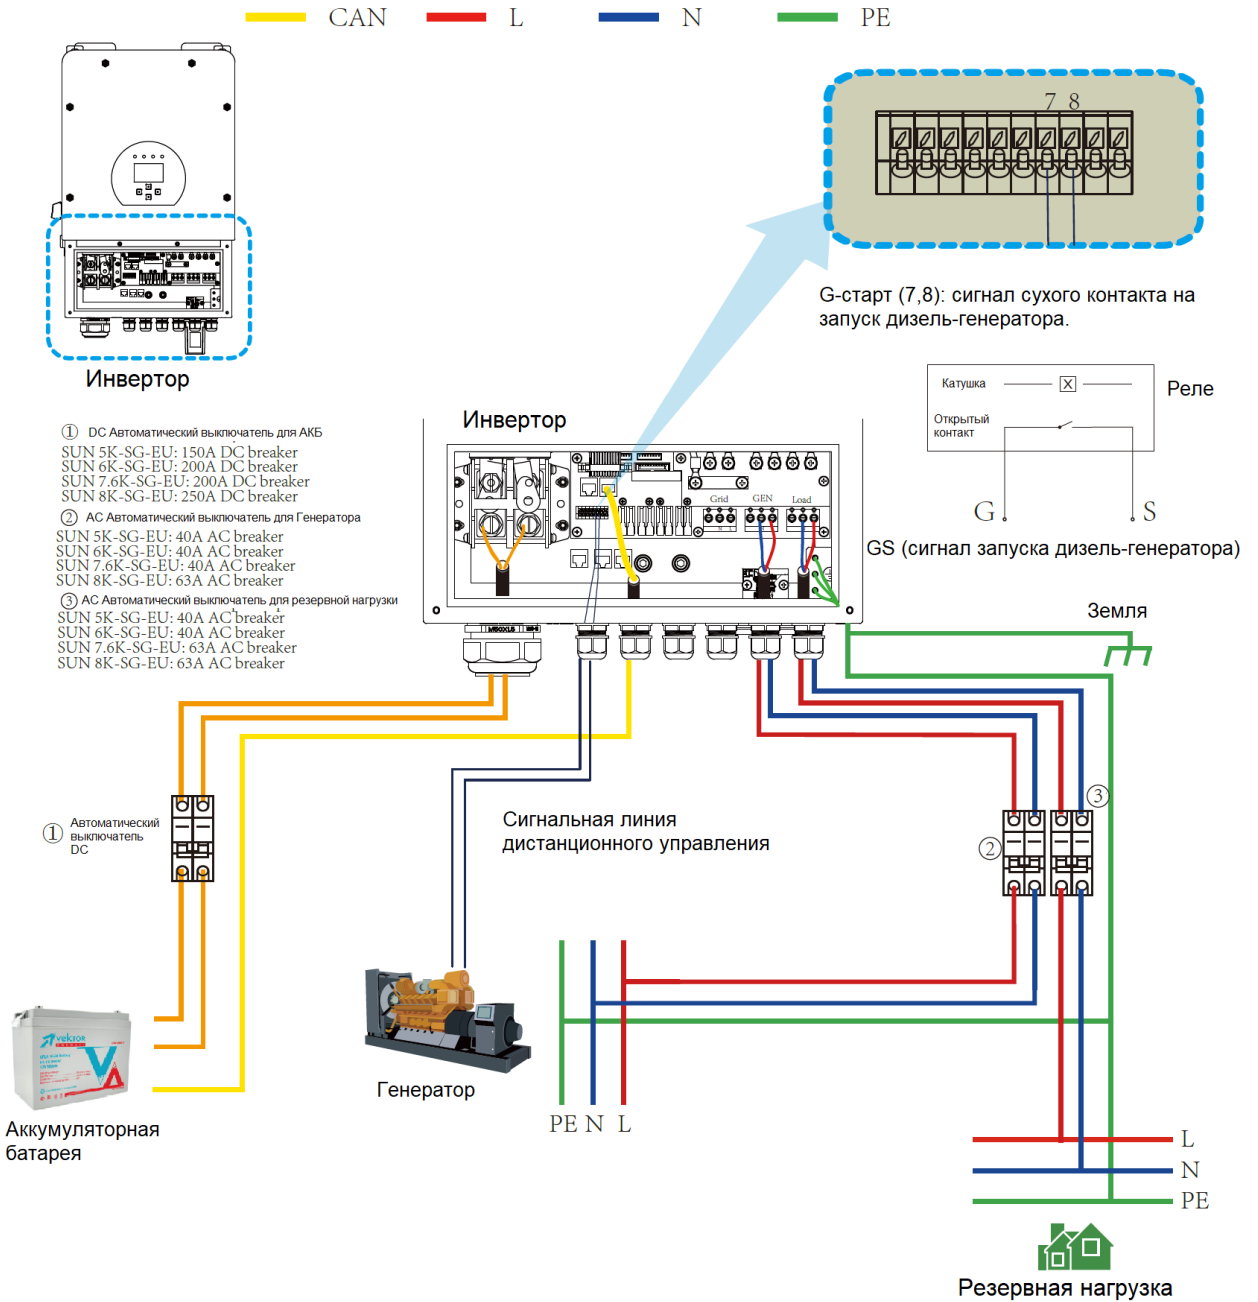 CAN
L
N
PE
7 8
G-старт (7,8): сигнал сухого контакта на
запуск дизель-генератора.
Инвертор
Катушка
X
Реле
Открытый
контакт
G
S
GS (сигнал запуска дизель-генератора)
① DC Автоматический выключатель для АКБ
SUN 5K-SG-EU: 150A DC breaker
SUN 6K-SG-EU: 200A DC breaker
SUN 7.6K-SG-EU: 200A DC breaker
SUN 8K-SG-EU: 250A DC breaker
② AC Автоматический выключатель для Генератора
SUN 5K-SG-EU: 40A AC breaker
SUN 6K-SG-EU: 40A AC breaker
SUN 7.6K-SG-EU: 40A AC breaker
SUN 8K-SG-EU: 63A AC breaker
③ AC Автоматический выключатель для резервной нагрузки
SUN 5K-SG-EU: 40A AC breaker
SUN 6K-SG-EU: 40A AC breaker
SUN 7.6K-SG-EU: 63A AC breaker
SUN 8K-SG-EU: 63A AC breaker
Инвертор
Grid
GEN
Load
Земля
① Автоматический
выключатель
DC
Сигнальная линия
дистанционного управления
②
③
Vektor
Генератор
PE N L
Аккумуляторная
батарея
L
N
PE
Резервная нагрузка